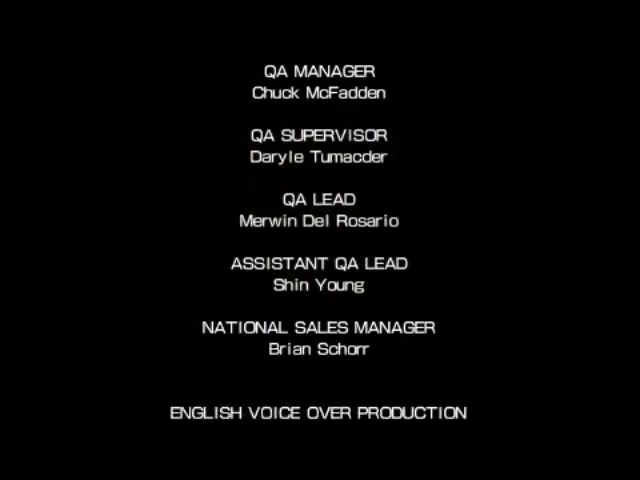 QA MANAGER
Chuck McFadden
QA SUPERVISOR
Daryle Tumacder
QA LEAD
Merwin Del Rosario
ASSISTANT QA LEAD
Shin Young
NATIONAL SALES MANAGER
Brian Schorr
ENGLISH VOICE OVER PRODUCTION